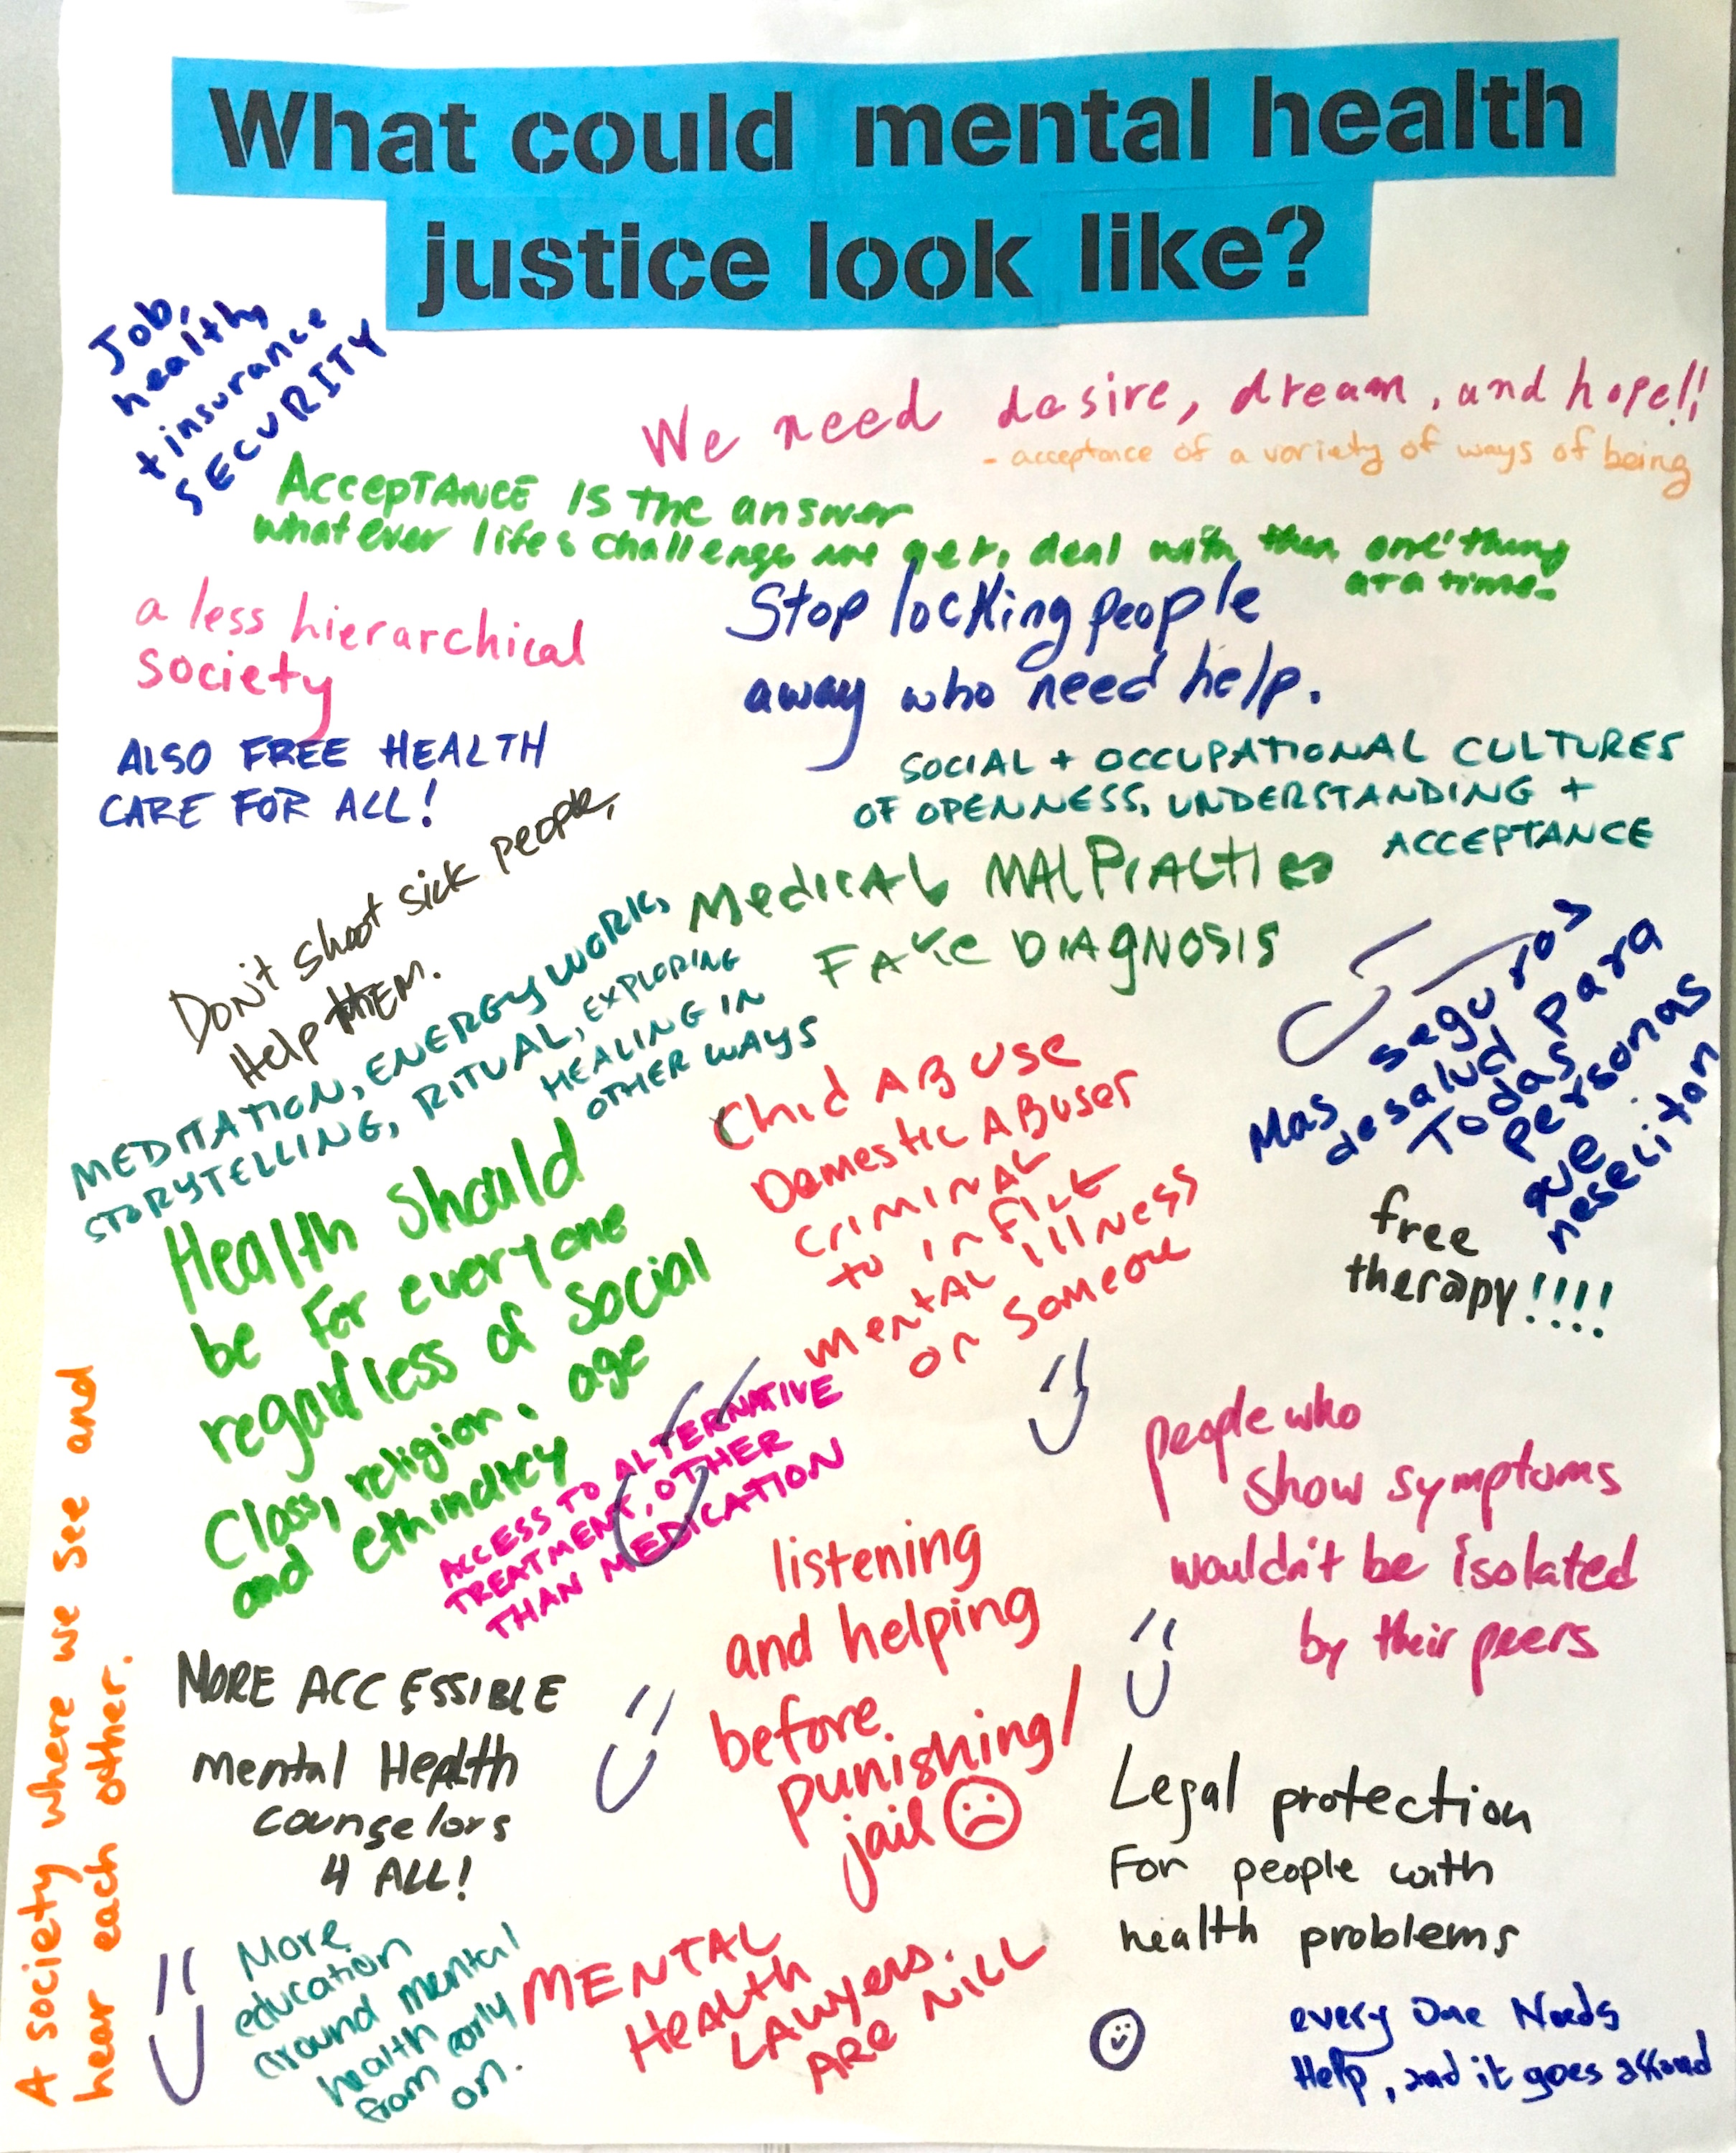 What could mental health
justice look like?
Job,
health
+ insurance
SECURITY
We need desire, dream, and hope!!
- acceptance of a variety of ways of being
AccepTANCE IS The answer
whatever life's challenge are get, deal with then one thing
at a time.
a less hierarchical
society
Stop locking people
away who need help.
ALSO FREE HEALTH
CARE FOR ALL!
SOCIAL + OCCUPATIONAL CULTURES
OF OPENNESS, UNDERSTANDING +
ACCEPTANCE
Don't shoot sick people,
Help THEM.
Medical MALPractice
FAKE DIAGNOSIS
MEDITATION, ENERGY WORK,
STORYTELLING, RITUAL, EXPLORING
HEALING IN
OTHER WAYS
Mas seguros
desalud para
Todas
personas
que
nesecitan
Chid ABUSE
Domestic ABuser
criminal
to inflict
mental illness
on someone
Health Should
be For everyone
regardless of social
Class, religion, age
and ethindicy
free
therapy!!!!
ACCESS TO ALTERNATIVE
TREATMENT, OTHER
THAN MEDICATION
people who
show symptoms
wouldn't be isolated
by their peers
listening
and helping
before
punishing/
jail
A society where we see and
hear each other.
MORE ACCESSIBLE
mental Health
counselors
4 ALL!
Legal protection
For people with
health problems
More
education
around mental
health
from early
on.
MENTAL
Health
LAWyers.
ARE NILL
every One Needs
Help, and it goes